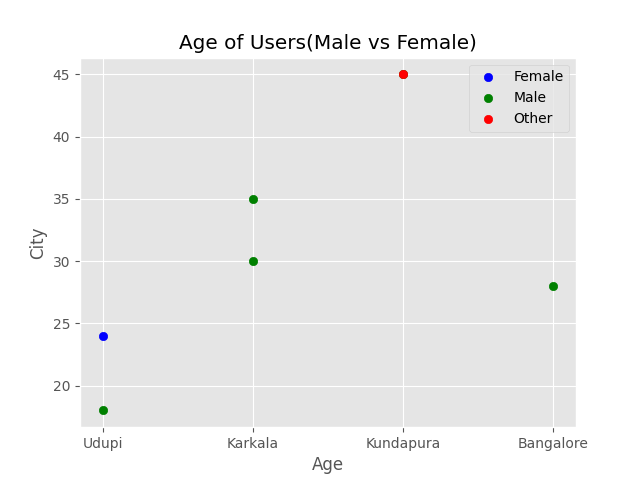 Age of Users(Male vs Female)
Female
Male
Other
45
40
35
30
25
20
City
Udupi
Karkala
Kundapura
Bangalore
Age